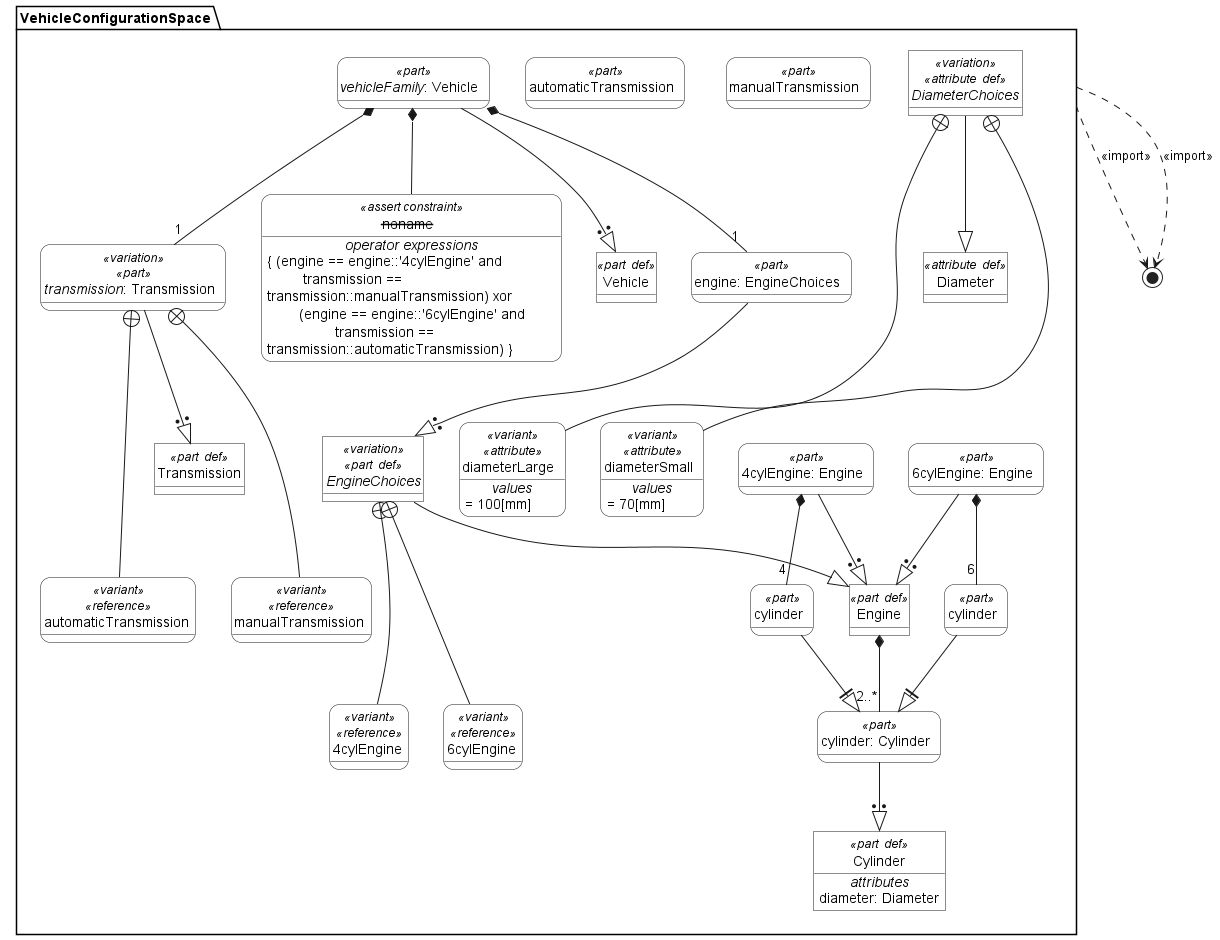 VehicleConfigurationSpace
«part»
vehicleFamily: Vehicle
«part»
automaticTransmission
«part»
manualTransmission
«variation»
«attribute def»
DiameterChoices
«import»
«import»
1
«assert constraint»
noname
operator expressions
{ (engine == engine::'4cylEngine' and
transmission ==
transmission::manualTransmission) xor
(engine == engine::'6cylEngine' and
transmission ==
transmission::automaticTransmission) }
1
«variation»
«part»
transmission: Transmission
«part def»
Vehicle
«part»
engine: EngineChoices
«attribute def»
Diameter
«part def»
Transmission
«variation»
«part def»
EngineChoices
«variant»
«attribute»
diameterLarge
values
= 100[mm]
«variant»
«attribute»
diameterSmall
values
= 70[mm]
«part»
4cylEngine: Engine
«part»
6cylEngine: Engine
4
6
«variant»
«reference»
automaticTransmission
«variant»
«reference»
manualTransmission
«part»
cylinder
«part def»
Engine
«part»
cylinder
2..*
«variant»
«reference»
4cylEngine
«variant»
«reference»
6cylEngine
«part»
cylinder: Cylinder
«part def»
Cylinder
attributes
diameter: Diameter